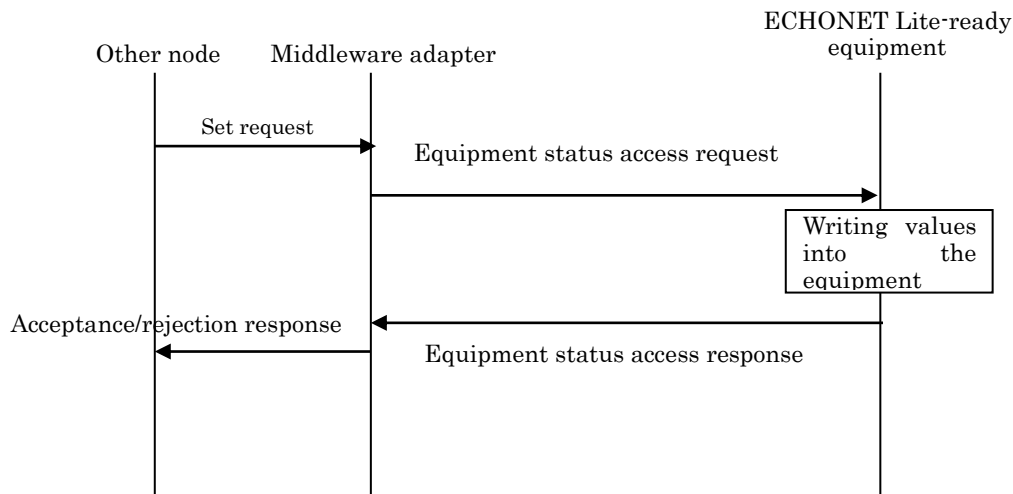 ECHONET Lite-ready
equipment
Other node
Middleware adapter
Set request
Equipment status access request
Writing values
into the
equipment
Acceptance/rejection response
Equipment status access response